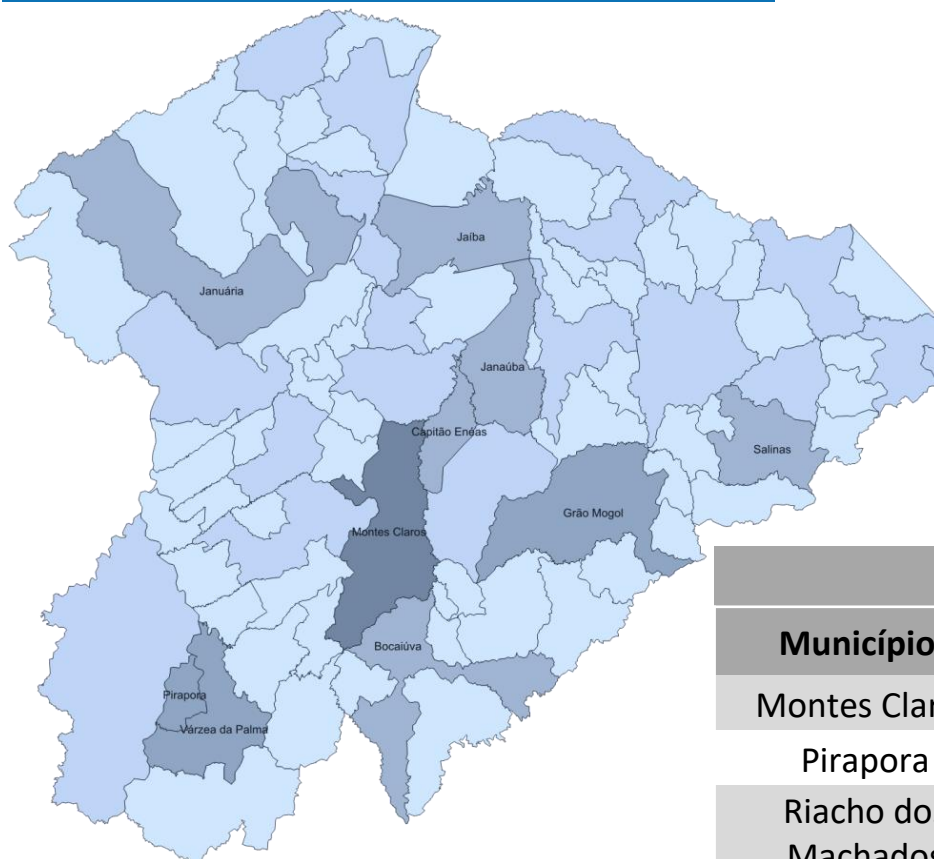 Jaíba
Januária
Janaúba
Capitão Enéas
Salinas
Grão Mogol
Montes Claros
Bocaiúva
Pirapora
Várzea da Palma
Município
Montes Clar
Pirapora
Riacho do
Machados